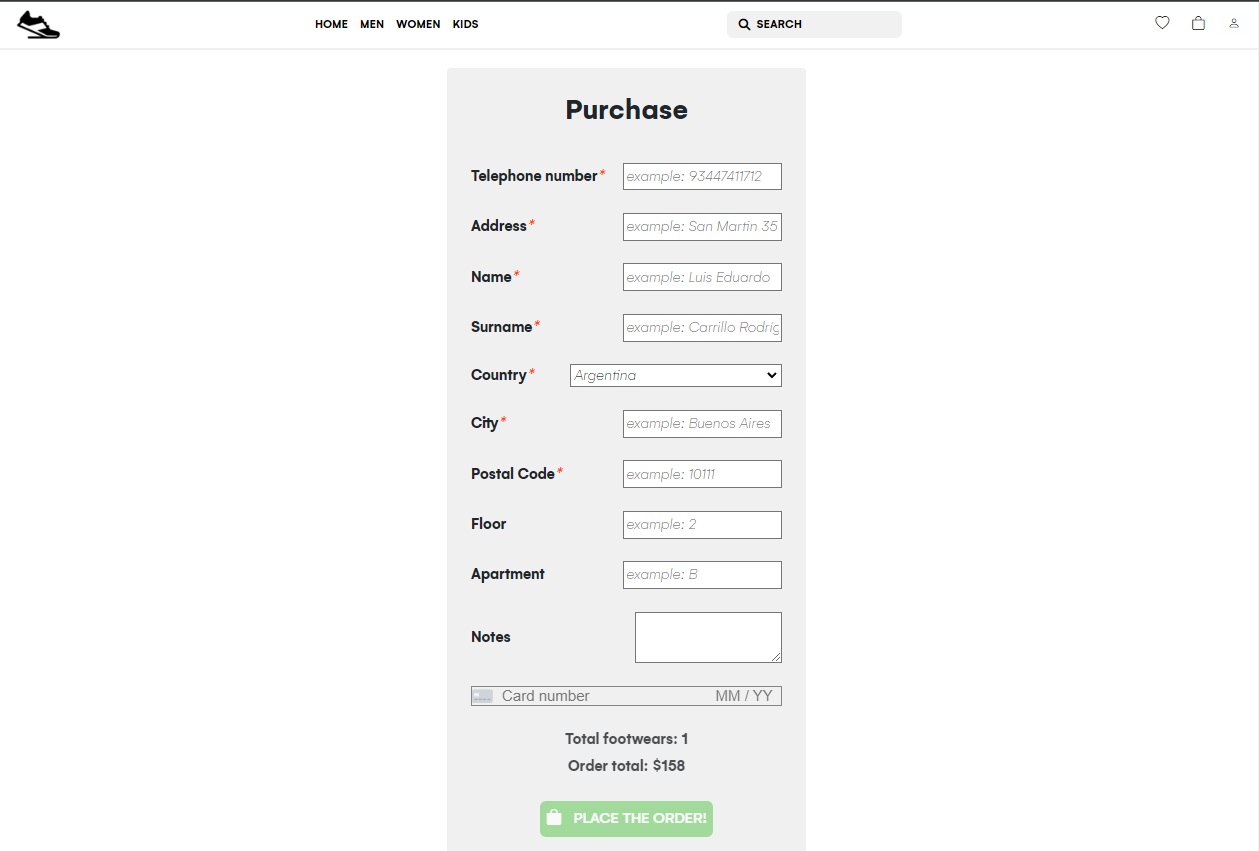 HOME MEN WOMEN KIDS SEARCH
Purchase
Telephone number* example: 93447411712
Address* example: San Martin 35
Name* example: Luis Eduardo
Surname* example: Carrillo Rodríg
Country* Argentina
City* example: Buenos Aires
Postal Code* example: 10111
Floor example: 2
Apartment example: B
Notes
Card number MM / YY
Total footwears: 1
Order total: $158
PLACE THE ORDER!